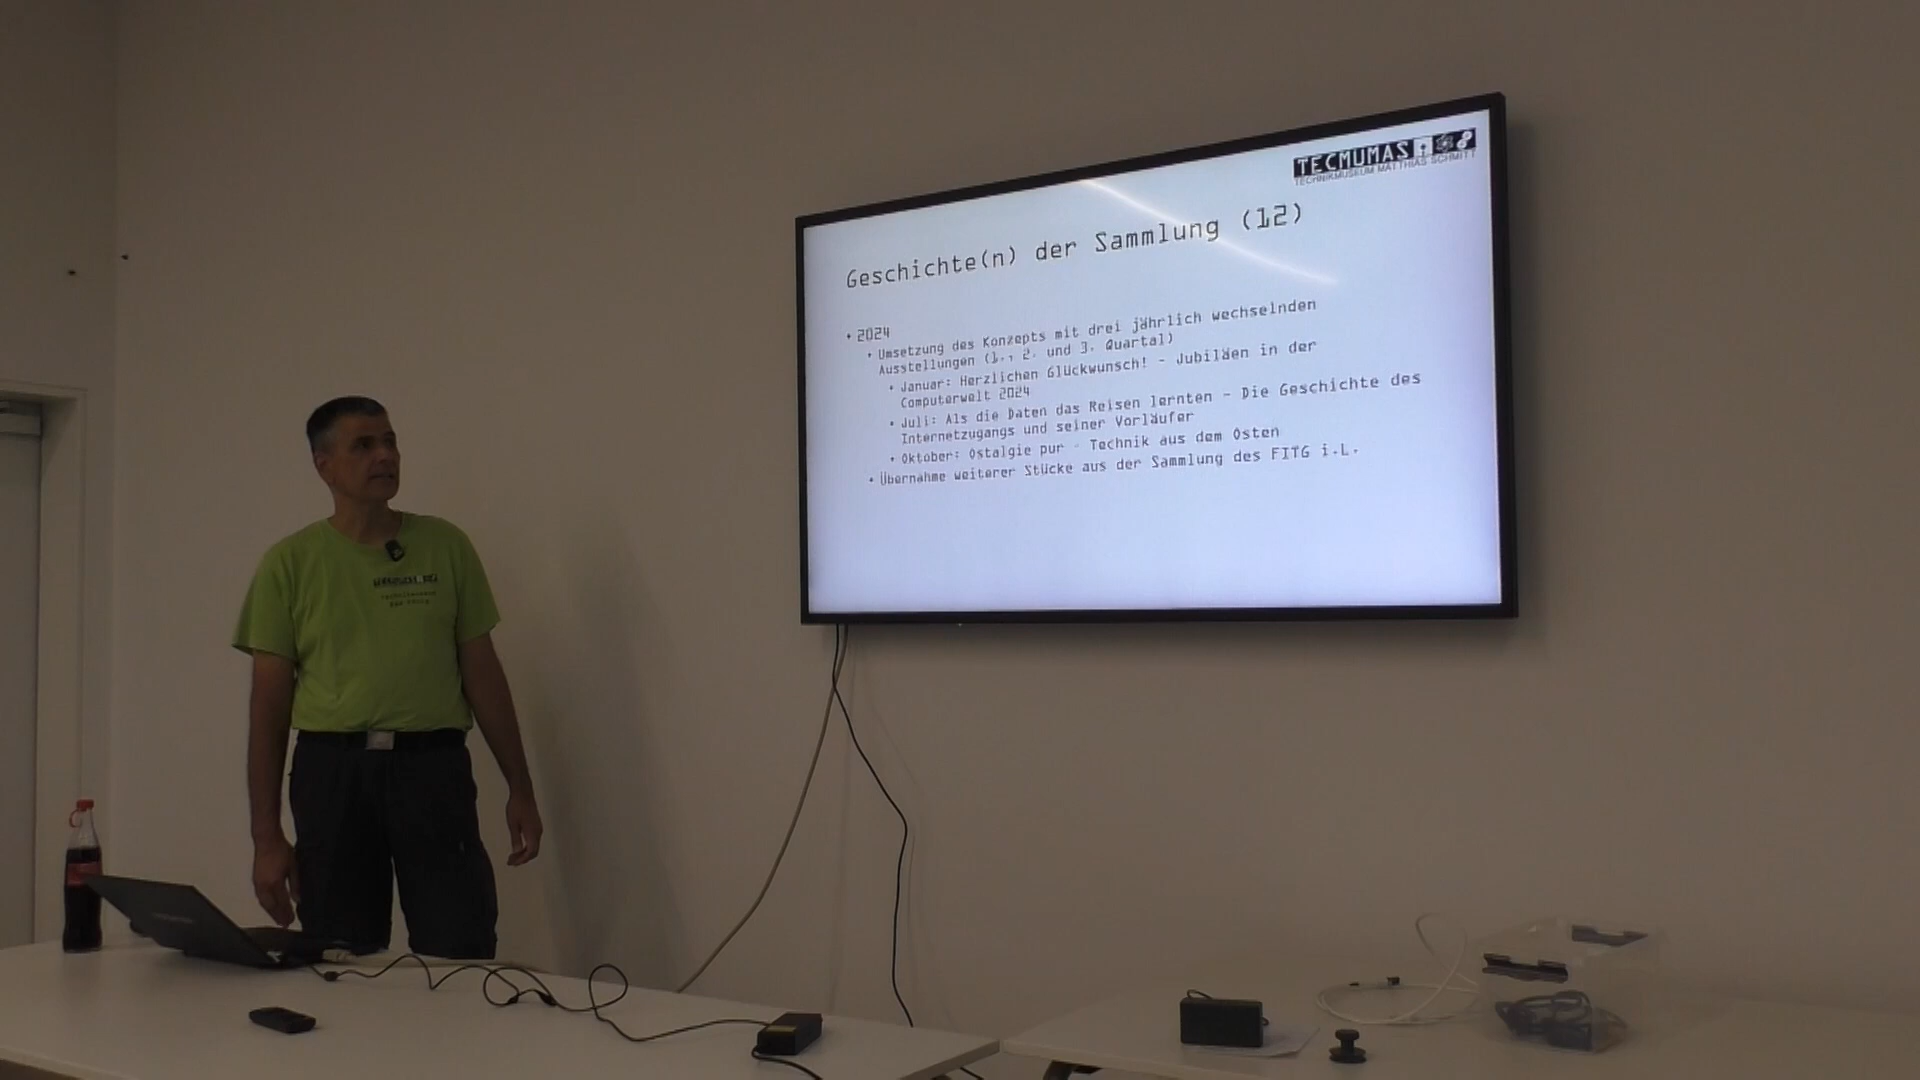 TECMUMAS
TECHNIKMUSEUM MATTHIAS SCHMITT
Geschichte(n) der Sammlung (12)
• 2024
• Umsetzung des Konzepts mit drei jährlich wechselnden
Ausstellungen (1., 2. und 3. Quartal)
• Januar: Herzlichen Glückwunsch! - Jubiläen in der
Computerwelt 2024
• Juli: Als die Daten das Reisen lernten - Die Geschichte des
Internetzugangs und seiner Vorläufer
• Oktober: Ostalgie pur - Technik aus dem Osten
• Übernahme weiterer Stücke aus der Sammlung des FITG i.L.